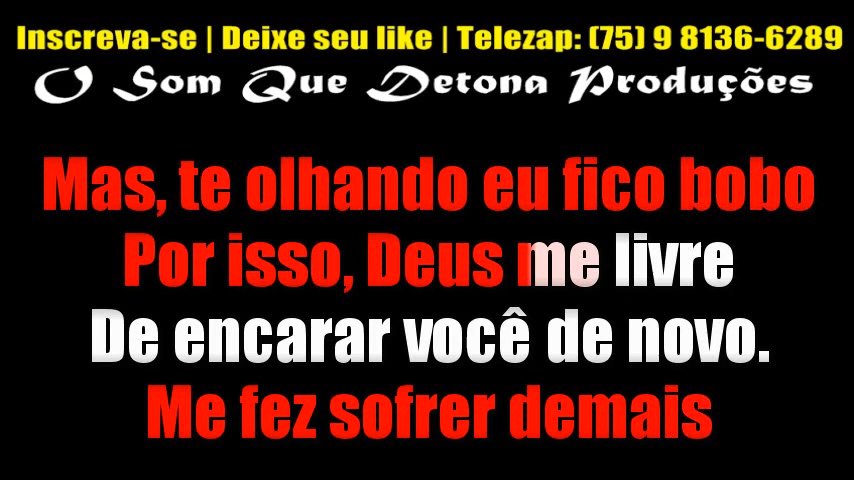 Inscreva-se | Deixe seu like | Telezap: (75) 9 8136-6289
O Som Que Detona Produções
Mas, te olhando eu fico bobo
Por isso, Deus me livre
De encarar você de novo.
Me fez sofrer demais